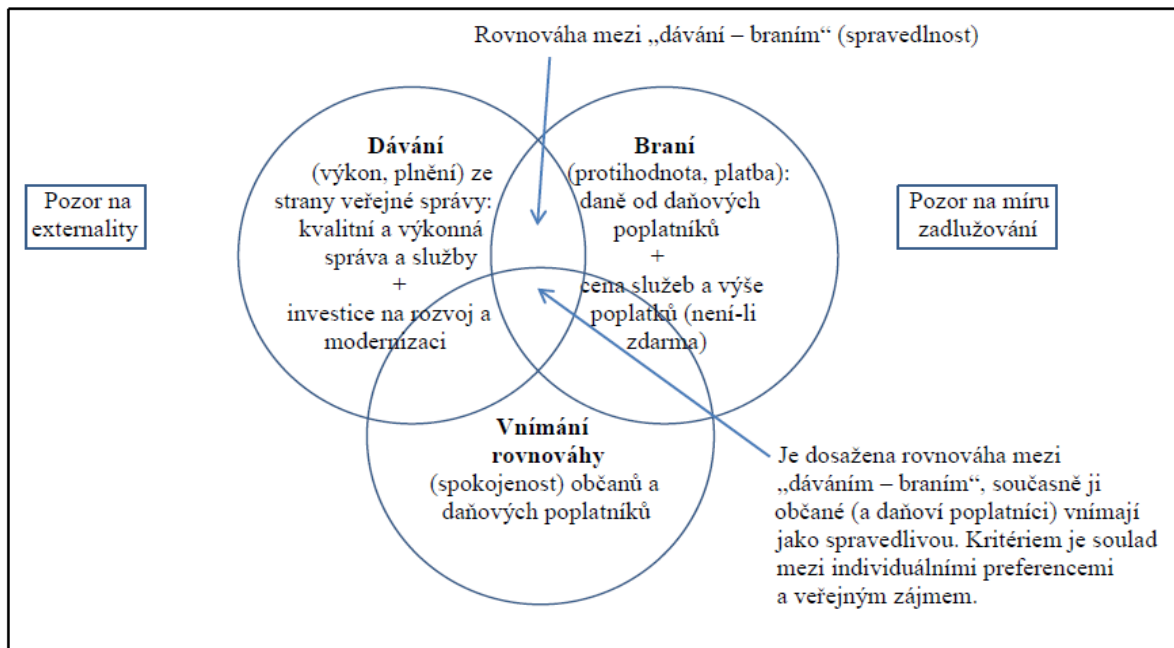 Rovnováha mezi „dávání – braním“ (spravedlnost)
Dávání
(výkon, plnění) ze
strany veřejné správy:
kvalitní a výkonná
správa a služby
+
investice na rozvoj a
modernizaci
Braní
(protihodnota, platba):
daně od daňových
poplatníků
+
cena služeb a výše
poplatků (není-li
zdarma)
Pozor na
externality
Pozor na míru
zadlužování
Vnímání
rovnováhy
(spokojenost) občanů a
daňových poplatníků
Je dosažena rovnováha mezi
„dáváním – braním“, současně ji
občané (a daňoví poplatníci) vnímají
jako spravedlivou. Kritériem je soulad
mezi individuálními preferencemi
a veřejným zájmem.